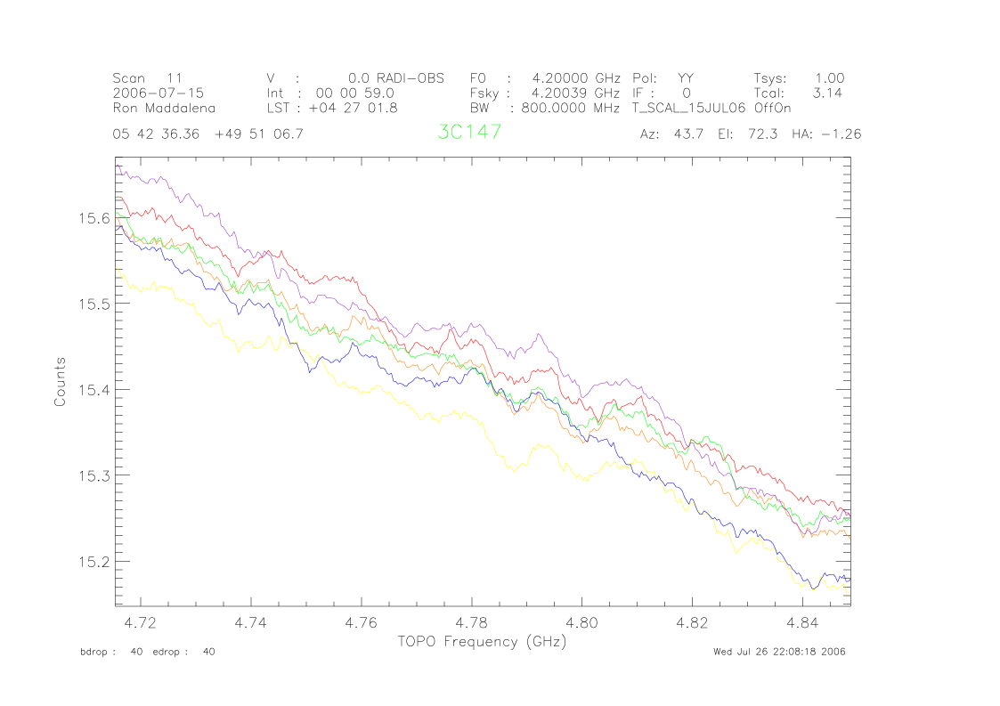 Scan 11 V : 0.0 RADI-OBS F0 : 4.20000 GHz Pol: YY Tsys: 1.00
2006-07-15 Int : 00 00 59.0 Fsky : 4.20039 GHz IF : 0 Tcal: 3.14
Ron Maddalena LST : +04 27 01.8 BW : 800.0000 MHz T_SCAL_15JUL06 OffOn
05 42 36.36 +49 51 06.7 3C147 Az: 43.7 El: 72.3 HA: -1.26
15.6
15.5
15.4
15.3
15.2
Counts
4.72 4.74 4.76 4.78 4.80 4.82 4.84
TOPO Frequency (GHz)
bdrop : 40 edrop : 40 Wed Jul 26 22:08:18 2006